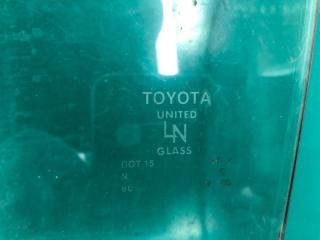 TOYOTA
UNITED
LN
GLASS
DOT 15
N